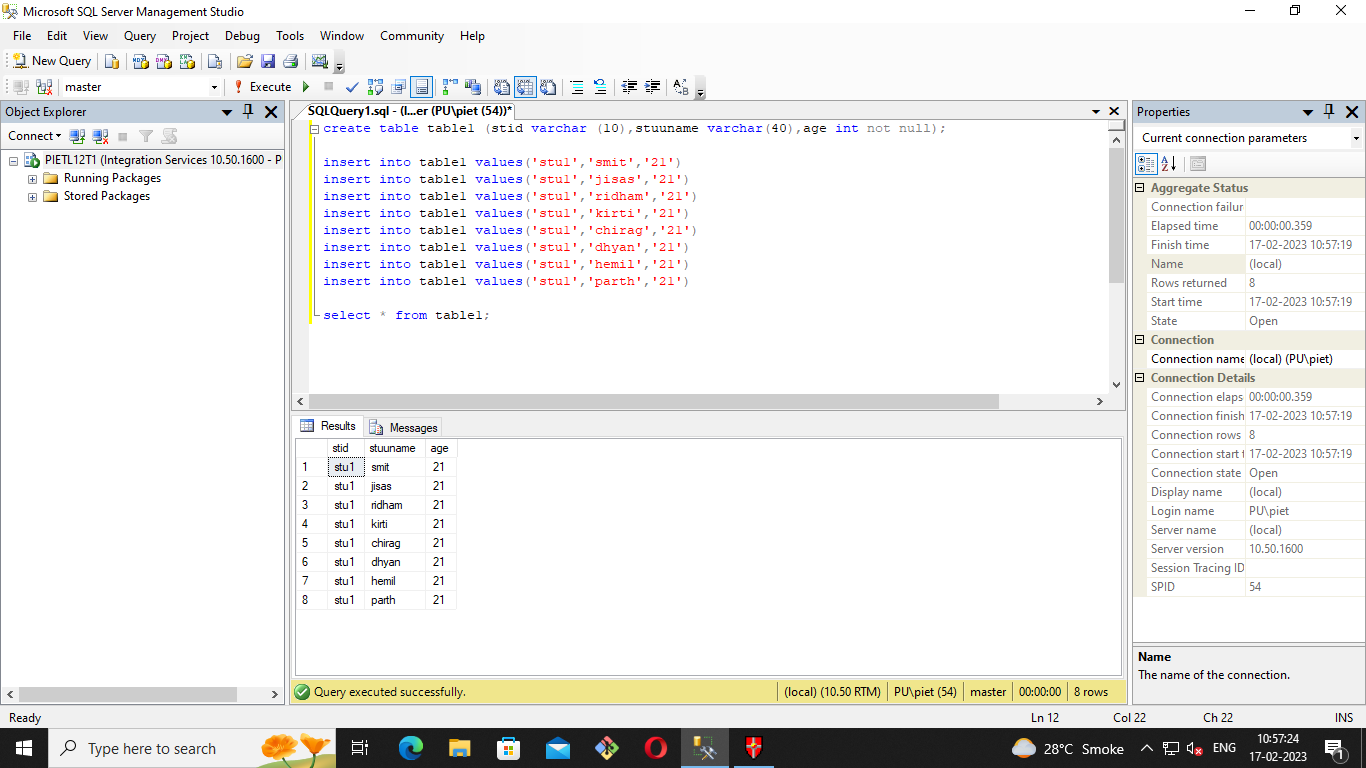 Microsoft SQL Server Management Studio
File Edit View Query Project Debug Tools Window Community Help
New Query
master Execute
Object Explorer
Connect
PIETL12T1 (Integration Services 10.50.1600 - P
Running Packages
Stored Packages
SQLQuery1.sql - (l...er (PU\piet (54))*
create table table1 (stid varchar (10),stuuname varchar(40),age int not null);
insert into table1 values('stu1','smit','21')
insert into table1 values('stu1','jisas','21')
insert into table1 values('stu1','ridham','21')
insert into table1 values('stu1','kirti','21')
insert into table1 values('stu1','chirag','21')
insert into table1 values('stu1','dhyan','21')
insert into table1 values('stu1','hemil','21')
insert into table1 values('stu1','parth','21')
select * from table1;
Results Messages
stid stuuname age
1 stu1 smit 21
2 stu1 jisas 21
3 stu1 ridham 21
4 stu1 kirti 21
5 stu1 chirag 21
6 stu1 dhyan 21
7 stu1 hemil 21
8 stu1 parth 21
Query executed successfully. (local) (10.50 RTM) PU\piet (54) master 00:00:00 8 rows
Properties
Current connection parameters
Aggregate Status
Connection failur
Elapsed time 00:00:00.359
Finish time 17-02-2023 10:57:19
Name (local)
Rows returned 8
Start time 17-02-2023 10:57:19
State Open
Connection
Connection name (local) (PU\piet)
Connection Details
Connection elaps 00:00:00.359
Connection finish 17-02-2023 10:57:19
Connection rows 8
Connection start t 17-02-2023 10:57:19
Connection state Open
Display name (local)
Login name PU\piet
Server name (local)
Server version 10.50.1600
Session Tracing ID
SPID 54
Name
The name of the connection.
Ready Ln 12 Col 22 Ch 22 INS
Type here to search 28°C Smoke ENG 10:57:24
17-02-2023
1